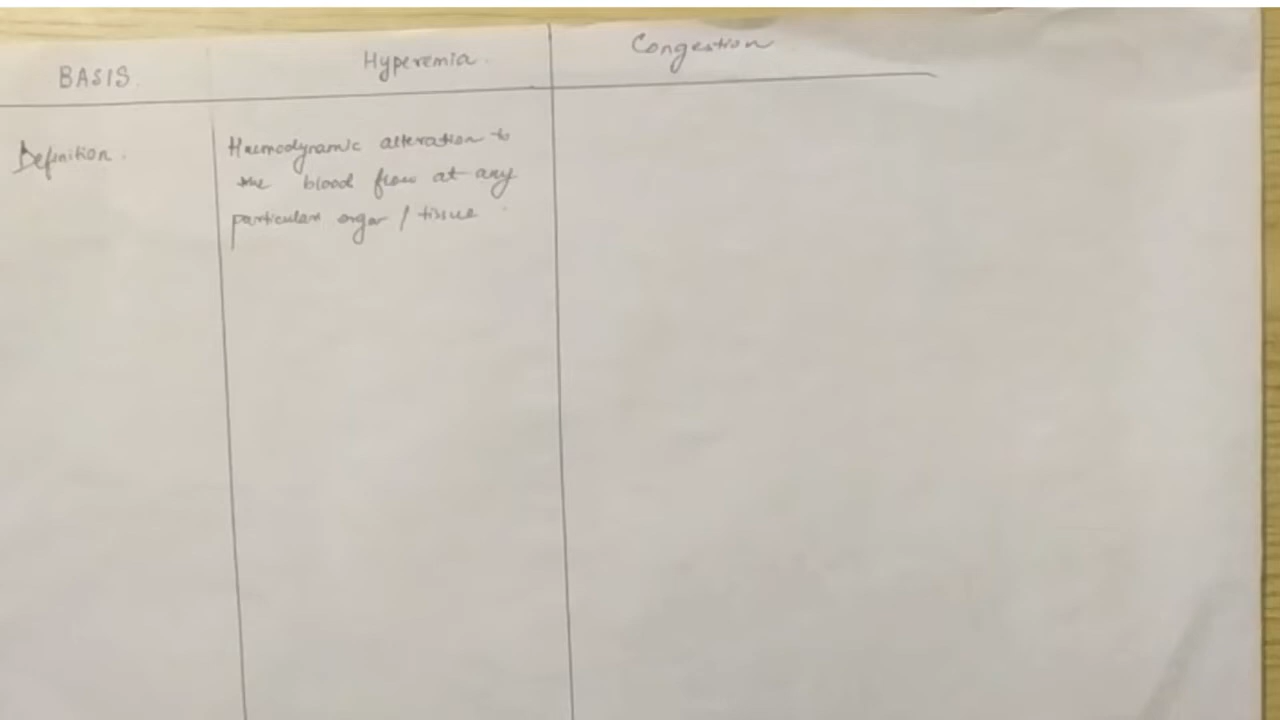 BASIS Hyperemia. Congestion
Definition. Haemodynamic alteration to
the blood flow at any
particular organ / tissue